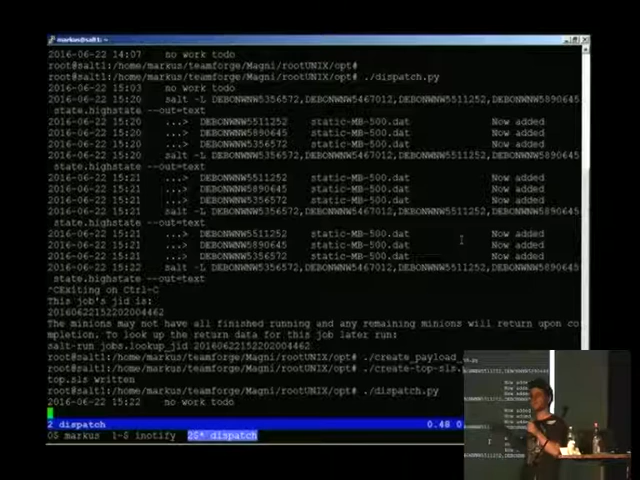 markus@salt1: ~
2016-06-22 14:07 no work todo
root@salt1:/home/markus/teamforge/Magni/rootUNIX/opt#
root@salt1:/home/markus/teamforge/Magni/rootUNIX/opt# ./dispatch.py
2016-06-22 15:03 no work todo
2016-06-22 15:20 salt -L DEBONWNW5356572,DEBONWNW5467012,DEBONWNW5511252,DEBONWNW5890645
state.highstate --out=text
2016-06-22 15:20 ...> DEBONWNW5511252 static-MB-500.dat Now added
2016-06-22 15:20 ...> DEBONWNW5890645 static-MB-500.dat Now added
2016-06-22 15:20 ...> DEBONWNW5356572 static-MB-500.dat Now added
2016-06-22 15:20 salt -L DEBONWNW5356572,DEBONWNW5467012,DEBONWNW5511252,DEBONWNW5890645
state.highstate --out=text
2016-06-22 15:21 ...> DEBONWNW5511252 static-MB-500.dat Now added
2016-06-22 15:21 ...> DEBONWNW5890645 static-MB-500.dat Now added
2016-06-22 15:21 ...> DEBONWNW5356572 static-MB-500.dat Now added
2016-06-22 15:21 salt -L DEBONWNW5356572,DEBONWNW5467012,DEBONWNW5511252,DEBONWNW5890645
state.highstate --out=text
2016-06-22 15:21 ...> DEBONWNW5511252 static-MB-500.dat Now added
2016-06-22 15:21 ...> DEBONWNW5890645 static-MB-500.dat Now added
2016-06-22 15:21 ...> DEBONWNW5356572 static-MB-500.dat Now added
2016-06-22 15:22 salt -L DEBONWNW5356572,DEBONWNW5467012,DEBONWNW5511252,DEBONWNW5890645
state.highstate --out=text
^CExiting on Ctrl-C
This job's jid is:
20160622152202004462
The minions may not have all finished running and any remaining minions will return upon co
mpletion. To look up the return data for this job later run:
salt-run jobs.lookup_jid 20160622152202004462
root@salt1:/home/markus/teamforge/Magni/rootUNIX/opt# ./create_payload_
root@salt1:/home/markus/teamforge/Magni/rootUNIX/opt# ./create-top-sls.
top.sls written
root@salt1:/home/markus/teamforge/Magni/rootUNIX/opt# ./dispatch.py
2016-06-22 15:22 no work todo
2 dispatch 0.48 0
0$ markus 1-$ inotify 2$* dispatch